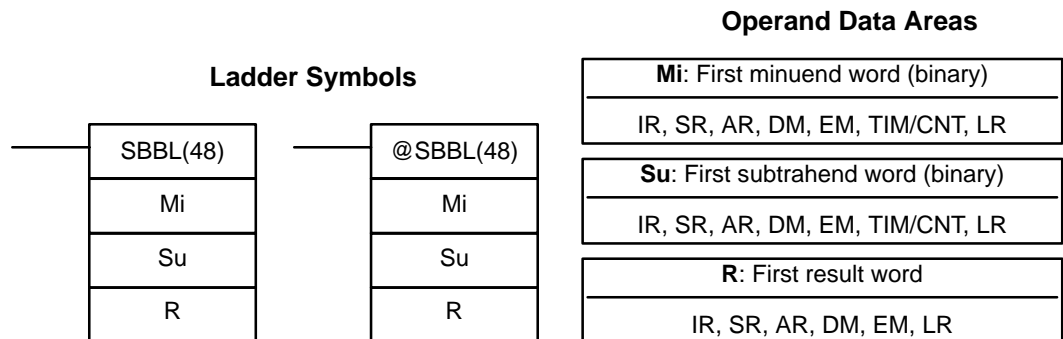 Operand Data Areas
Ladder Symbols
SBBL(48)
Mi
Su
R
@SBBL(48)
Mi
Su
R
Mi: First minuend word (binary)
IR, SR, AR, DM, EM, TIM/CNT, LR
Su: First subtrahend word (binary)
IR, SR, AR, DM, EM, TIM/CNT, LR
R: First result word
IR, SR, AR, DM, EM, LR